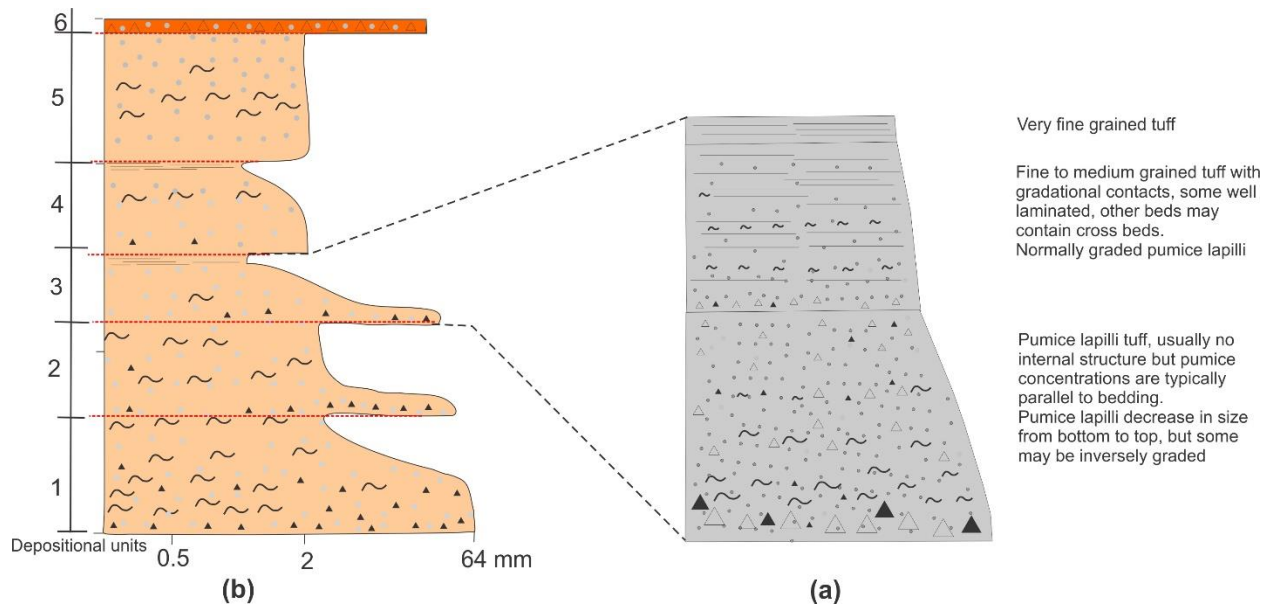 6
5
4
3
2
1
Depositional units
0.5
2
64 mm
(b)
Very fine grained tuff
Fine to medium grained tuff with
gradational contacts, some well
laminated, other beds may
contain cross beds.
Normally graded pumice lapilli
Pumice lapilli tuff, usually no
internal structure but pumice
concentrations are typically
parallel to bedding.
Pumice lapilli decrease in size
from bottom to top, but some
may be inversely graded
(a)